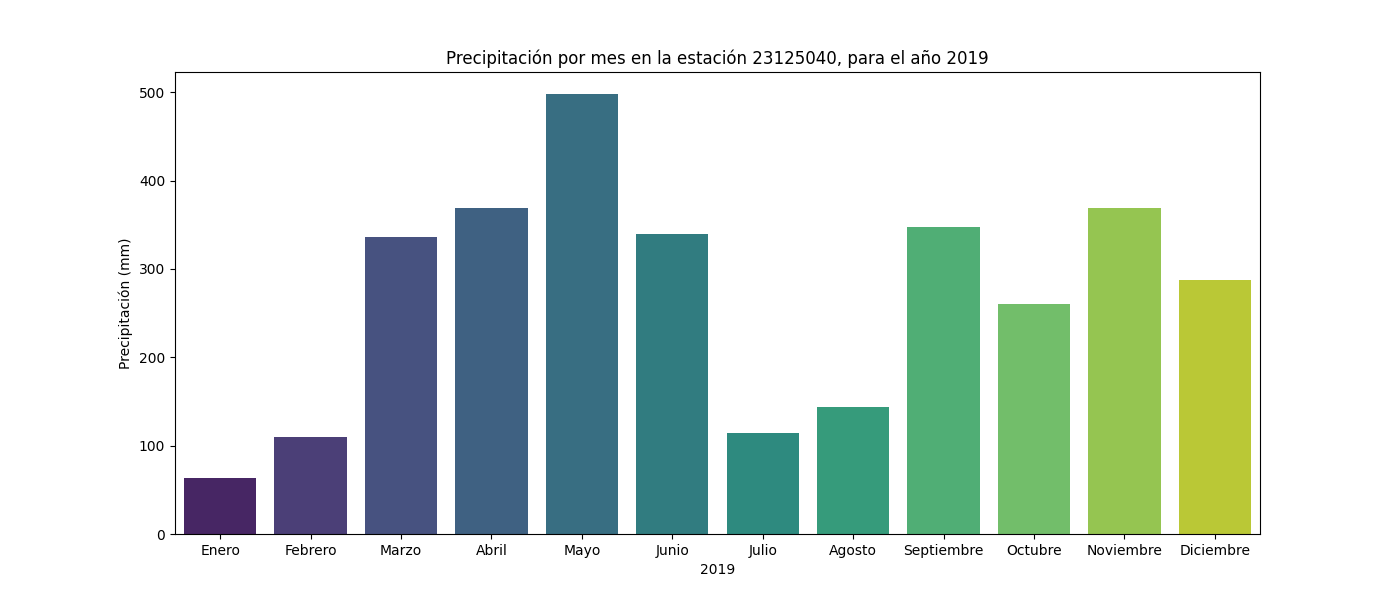 Precipitación por mes en la estación 23125040, para el año 2019
Precipitación (mm)
500
400
300
200
100
0
Enero Febrero Marzo Abril Mayo Junio Julio Agosto Septiembre Octubre Noviembre Diciembre
2019